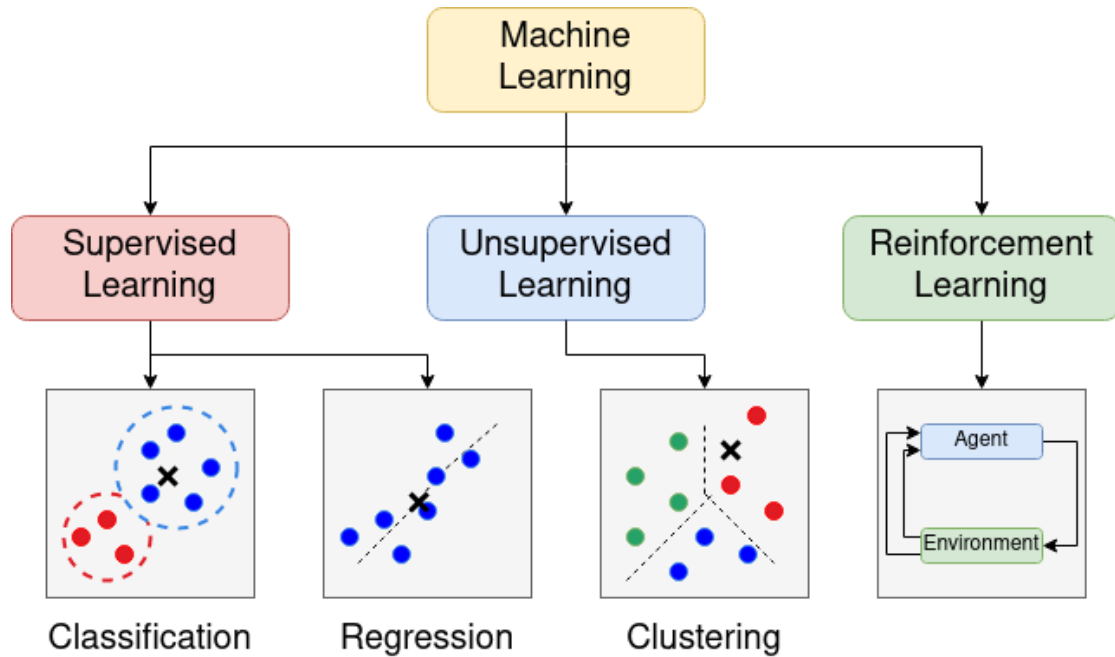 Machine
Learning
Supervised
Learning
Unsupervised
Learning
Reinforcement
Learning
Agent
Environment
Classification
Regression
Clustering